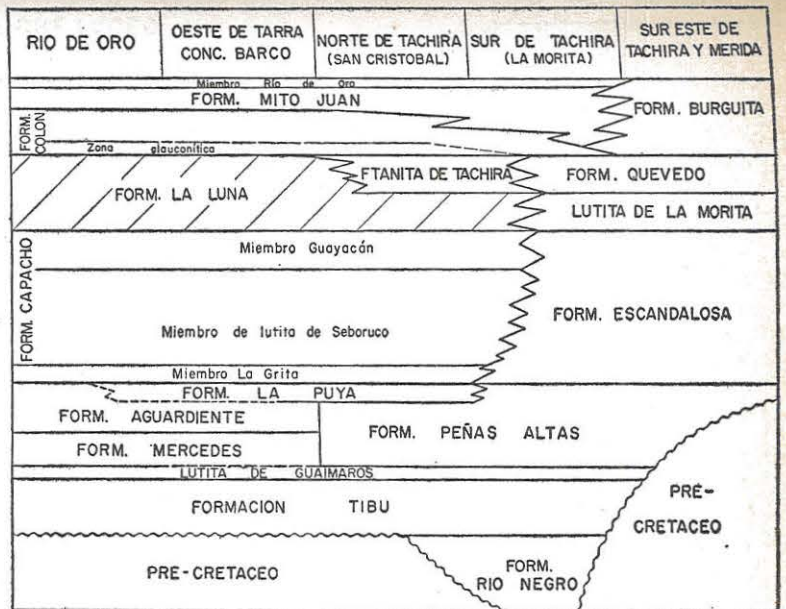 RIO DE ORO
OESTE DE TARRA
CONC. BARCO
NORTE DE TACHIRA
(SAN CRISTOBAL)
SUR DE TACHIRA
(LA MORITA)
SUR ESTE DE
TACHIRA Y MERIDA
Miembro Río de Oro
FORM. MITO JUAN
FORM. BURGUITA
FORM.
COLON
Zona glauconítica
FTANITA DE TACHIRA
FORM. QUEVEDO
FORM. LA LUNA
LUTITA DE LA MORITA
FORM. CAPACHO
Miembro Guayacán
Miembro de lutita de Seboruco
FORM. ESCANDALOSA
Miembro La Grita
FORM. LA PUYA
FORM. AGUARDIENTE
FORM. PEÑAS ALTAS
FORM. MERCEDES
LUTITA DE GUAIMAROS
FORMACION TIBU
PRE-
CRETACEO
PRE-CRETACEO
FORM.
RIO NEGRO